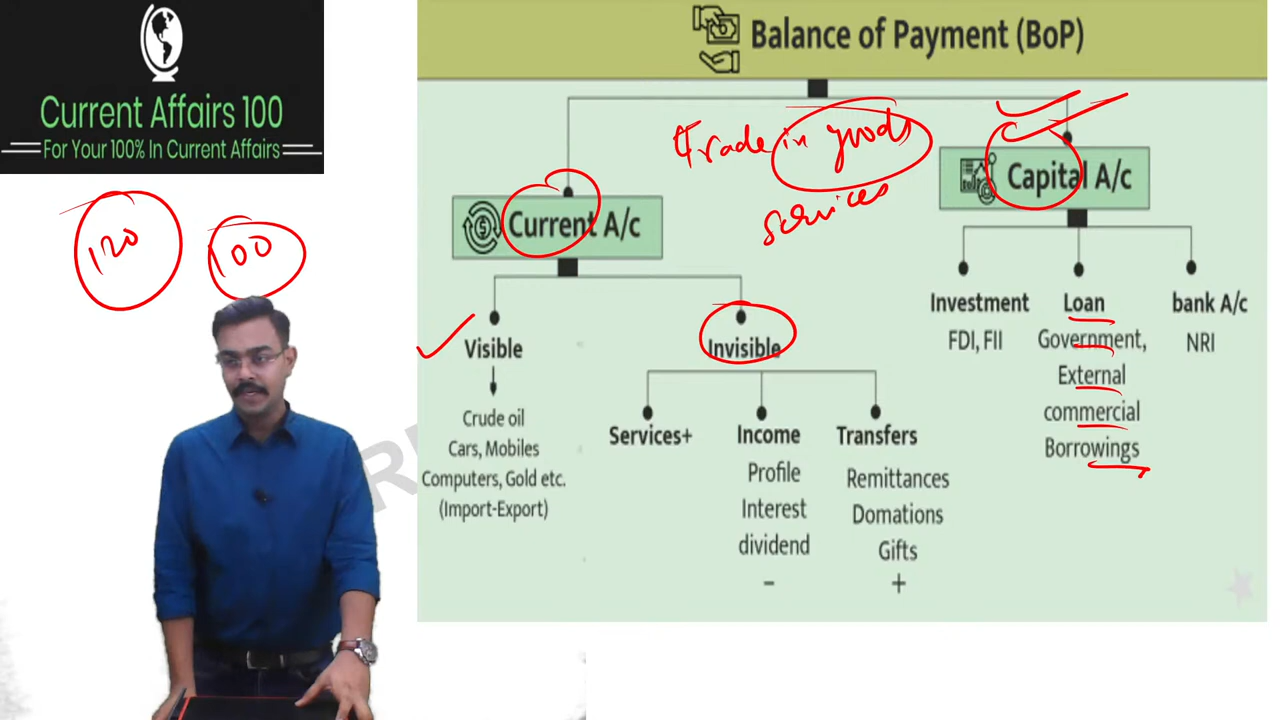 Current Affairs 100
For Your 100% In Current Affairs
120
100
Balance of Payment (BoP)
Trade in goods
services
Current A/c
Capital A/c
Visible
Crude oil
Cars, Mobiles
Computers, Gold etc.
(Import-Export)
Invisible
Services+
Income
Profile
Interest
dividend
−
Transfers
Remittances
Domations
Gifts
+
Investment
FDI, FII
Loan
Government,
External
commercial
Borrowings
bank A/c
NRI